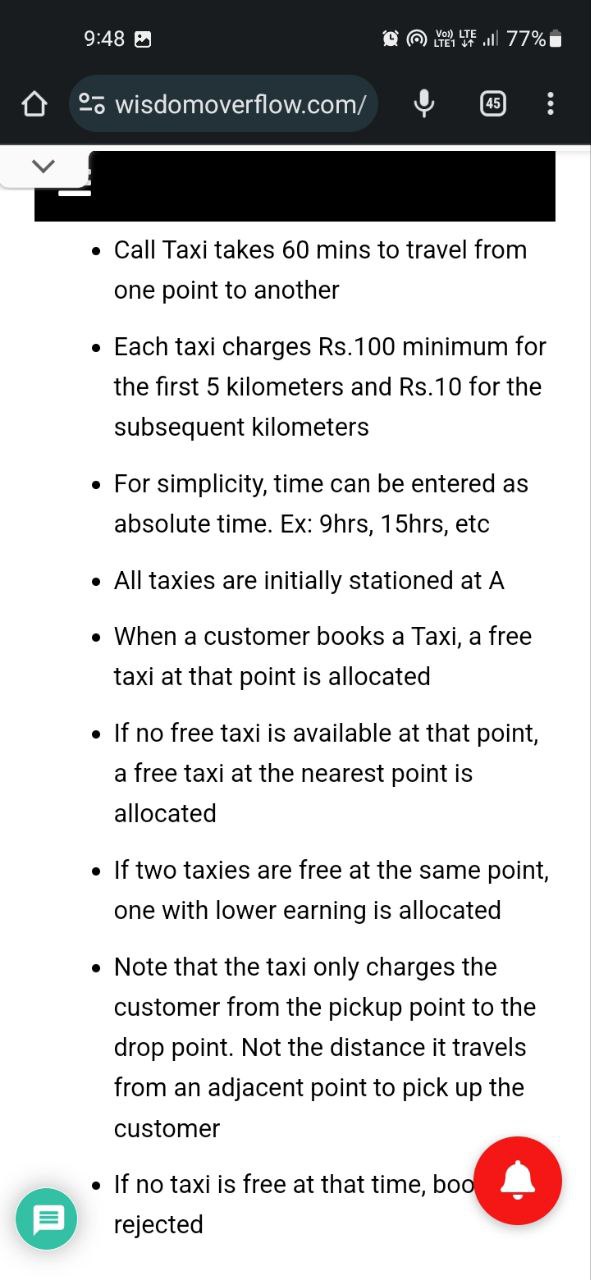 9:48
Vo)) LTE
LTE1
77%
wisdomoverflow.com/
45
Call Taxi takes 60 mins to travel from
one point to another
Each taxi charges Rs.100 minimum for
the first 5 kilometers and Rs.10 for the
subsequent kilometers
For simplicity, time can be entered as
absolute time. Ex: 9hrs, 15hrs, etc
All taxies are initially stationed at A
When a customer books a Taxi, a free
taxi at that point is allocated
If no free taxi is available at that point,
a free taxi at the nearest point is
allocated
If two taxies are free at the same point,
one with lower earning is allocated
Note that the taxi only charges the
customer from the pickup point to the
drop point. Not the distance it travels
from an adjacent point to pick up the
customer
If no taxi is free at that time, boo
rejected